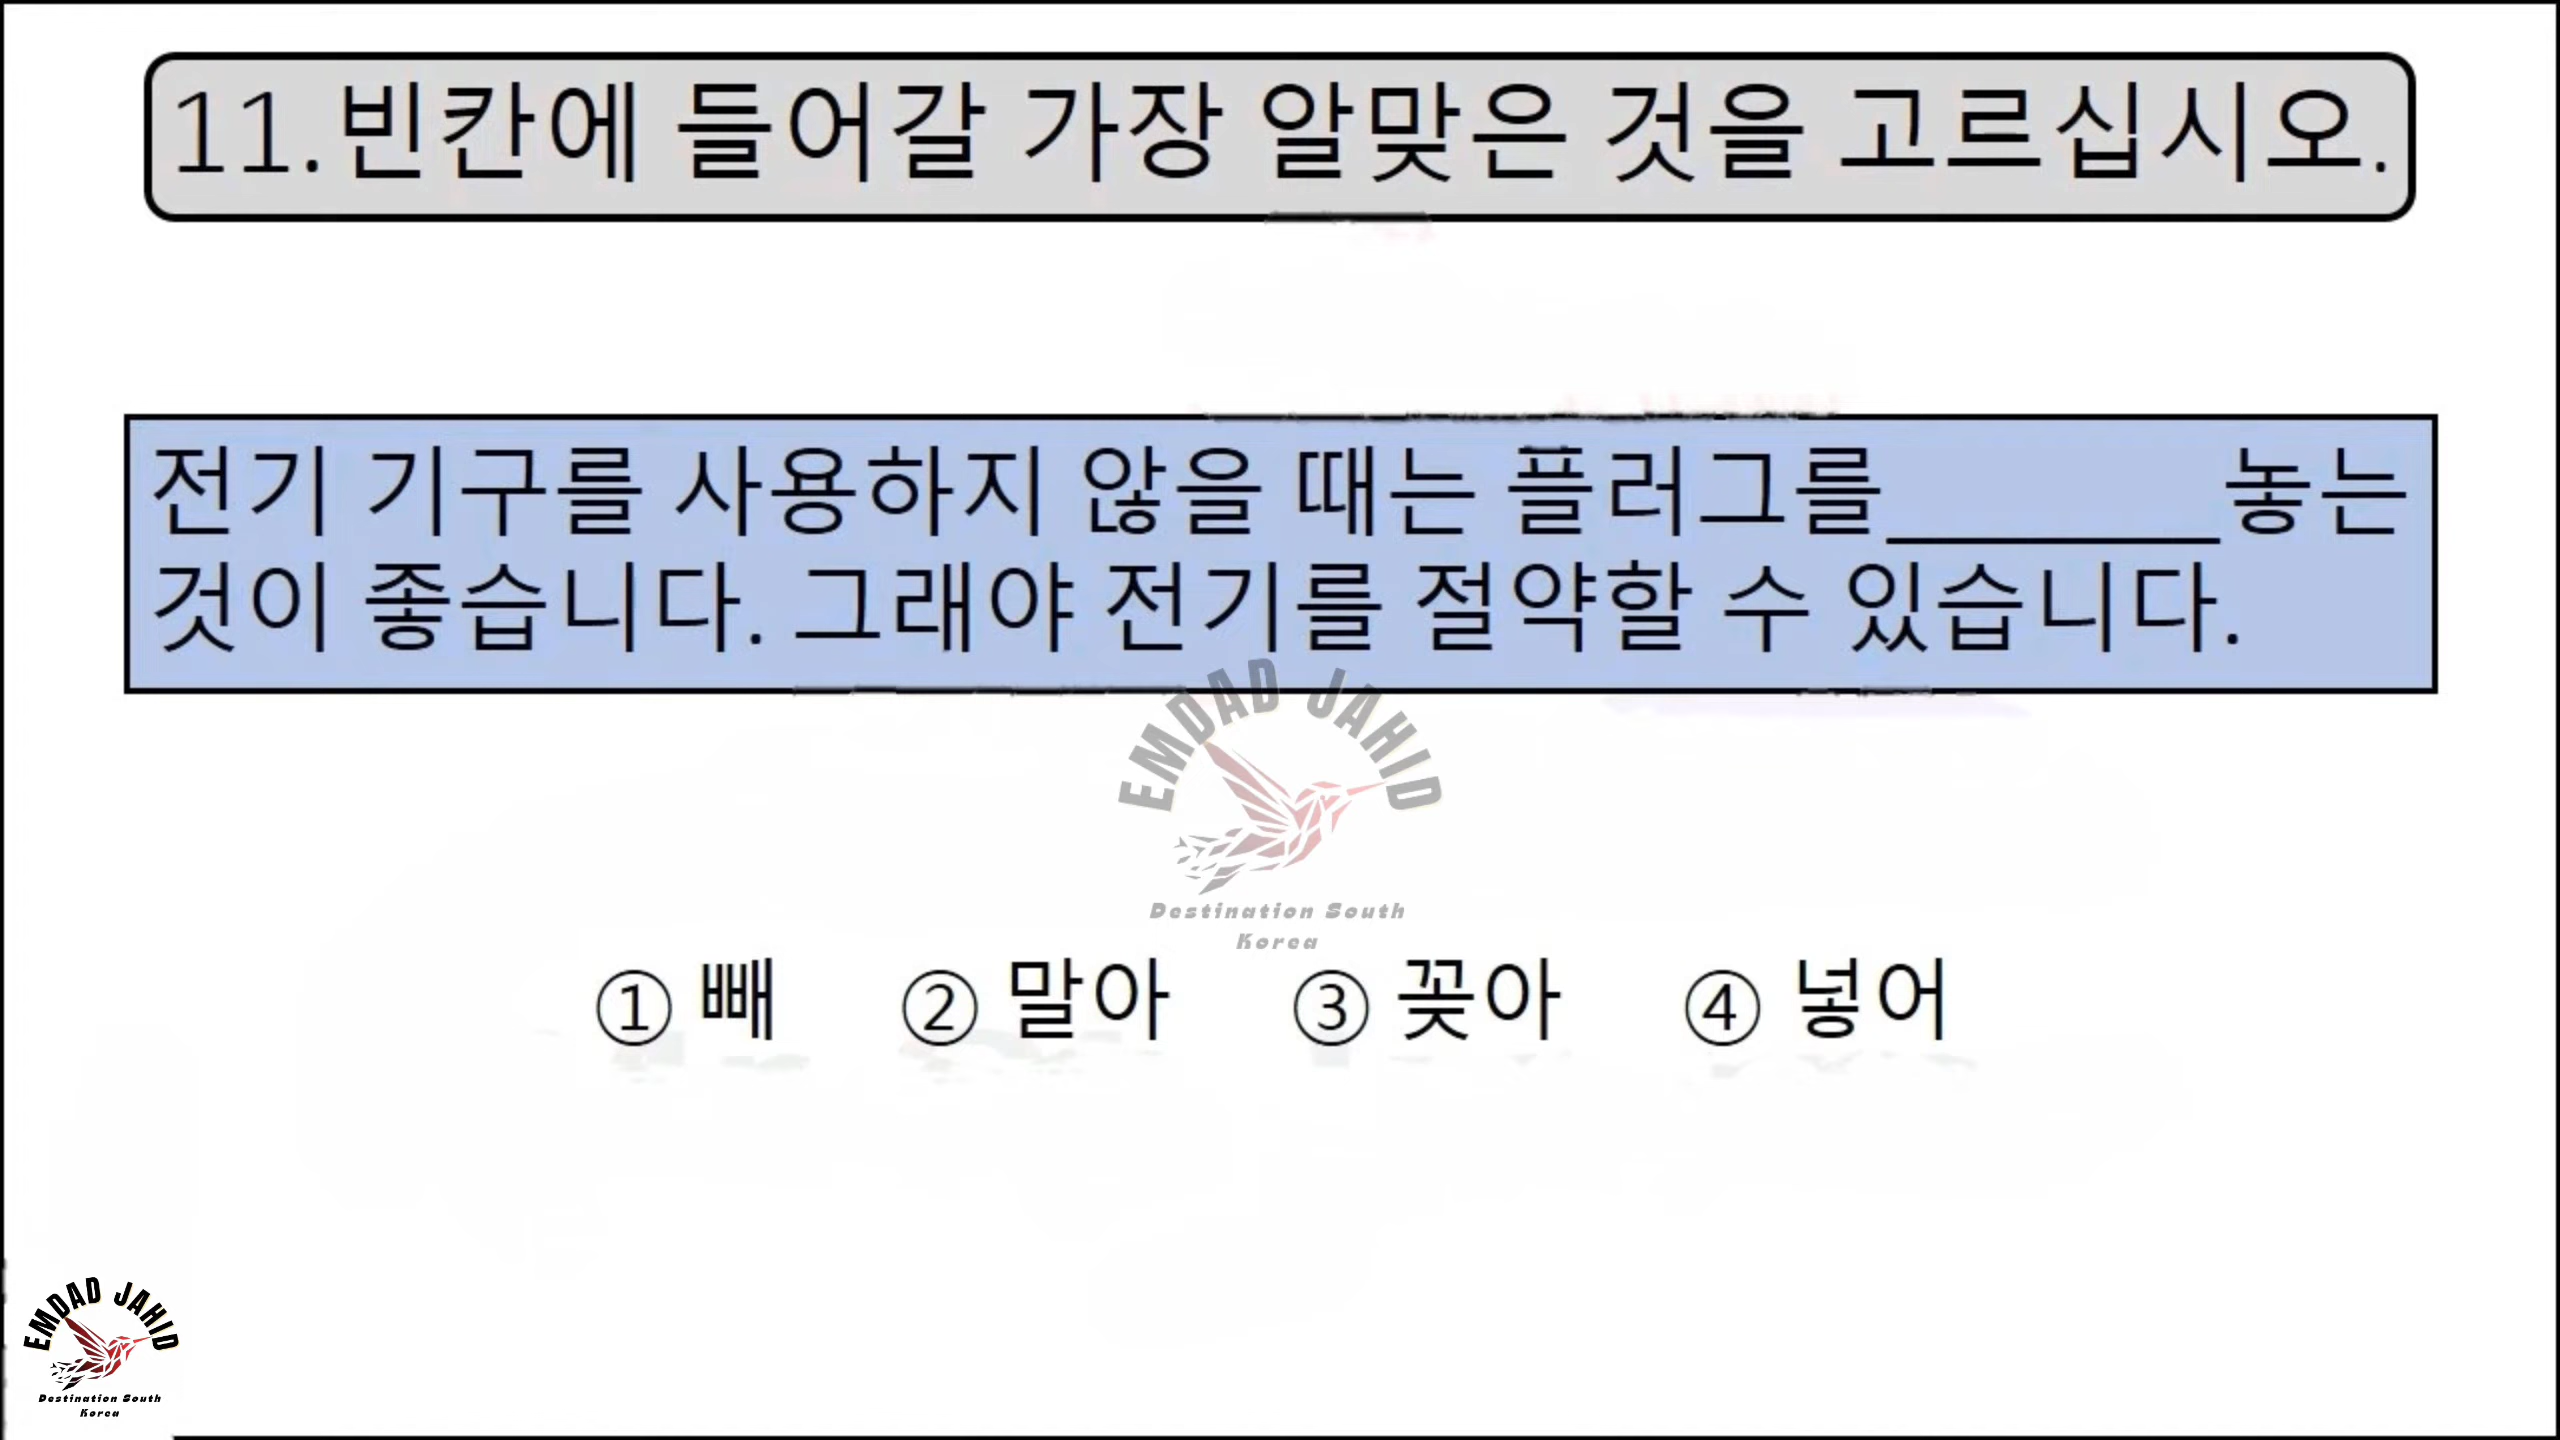 11.빈칸에 들어갈 가장 알맞은 것을 고르십시오.
전기 기구를 사용하지 않을 때는 플러그를_______놓는
것이 좋습니다. 그래야 전기를 절약할 수 있습니다.
EMDAD JAHID
Destination South
Korea
① 빼 ② 말아 ③ 꽂아 ④ 넣어
EMDAD JAHID
Destination South
Korea